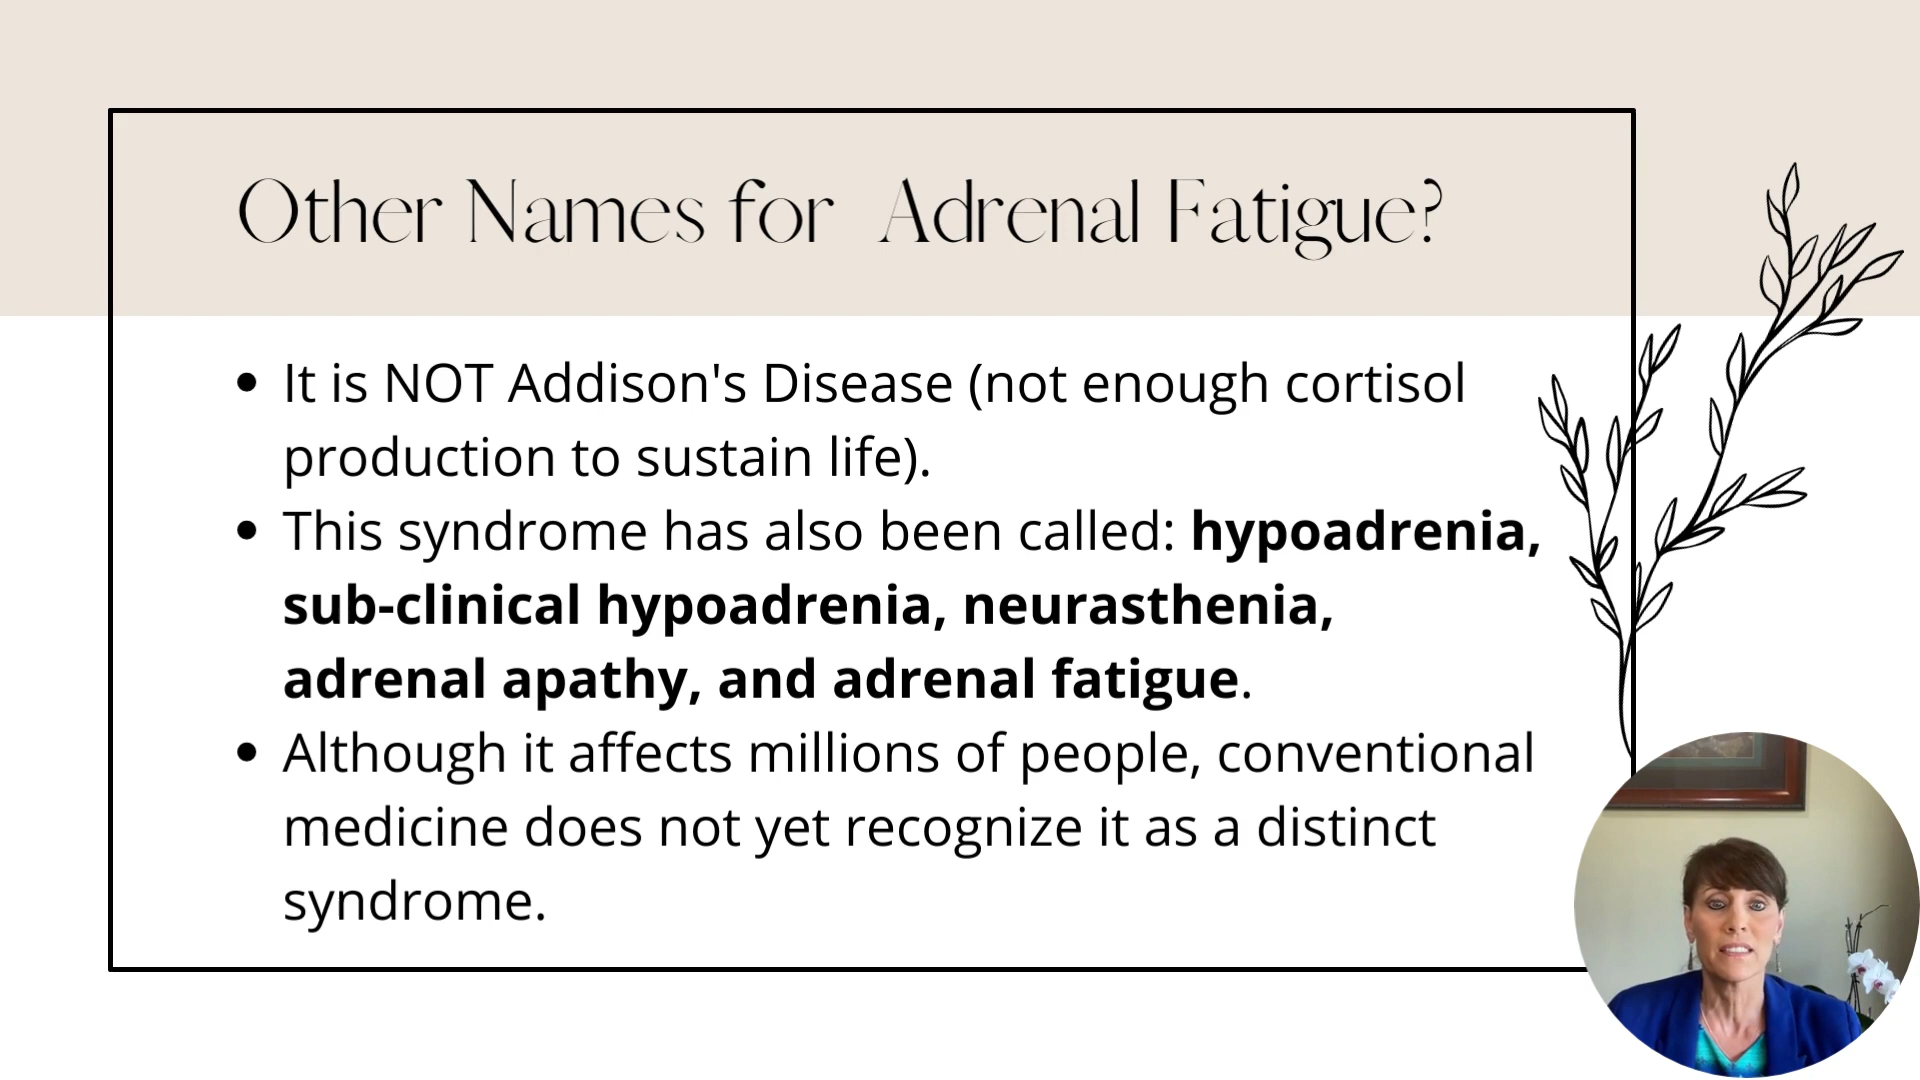 Other Names for Adrenal Fatigue?
• It is NOT Addison's Disease (not enough cortisol
production to sustain life).
• This syndrome has also been called: hypoadrenia,
sub-clinical hypoadrenia, neurasthenia,
adrenal apathy, and adrenal fatigue.
• Although it affects millions of people, conventional
medicine does not yet recognize it as a distinct
syndrome.